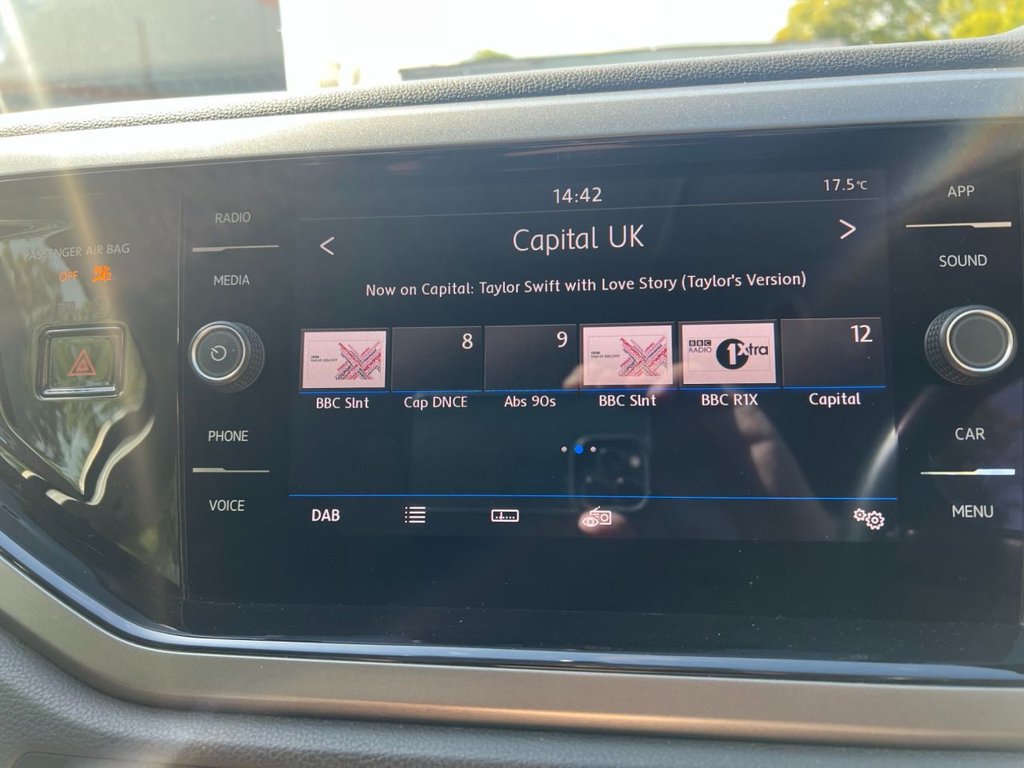 14:42
17.5°C
Capital UK
Now on Capital: Taylor Swift with Love Story (Taylor's Version)
8
9
BBC RADIO 1Xtra
12
BBC Slnt
Cap DNCE
Abs 90s
BBC Slnt
BBC R1X
Capital
DAB
PASSENGER AIR BAG
OFF
RADIO
MEDIA
PHONE
VOICE
APP
SOUND
CAR
MENU